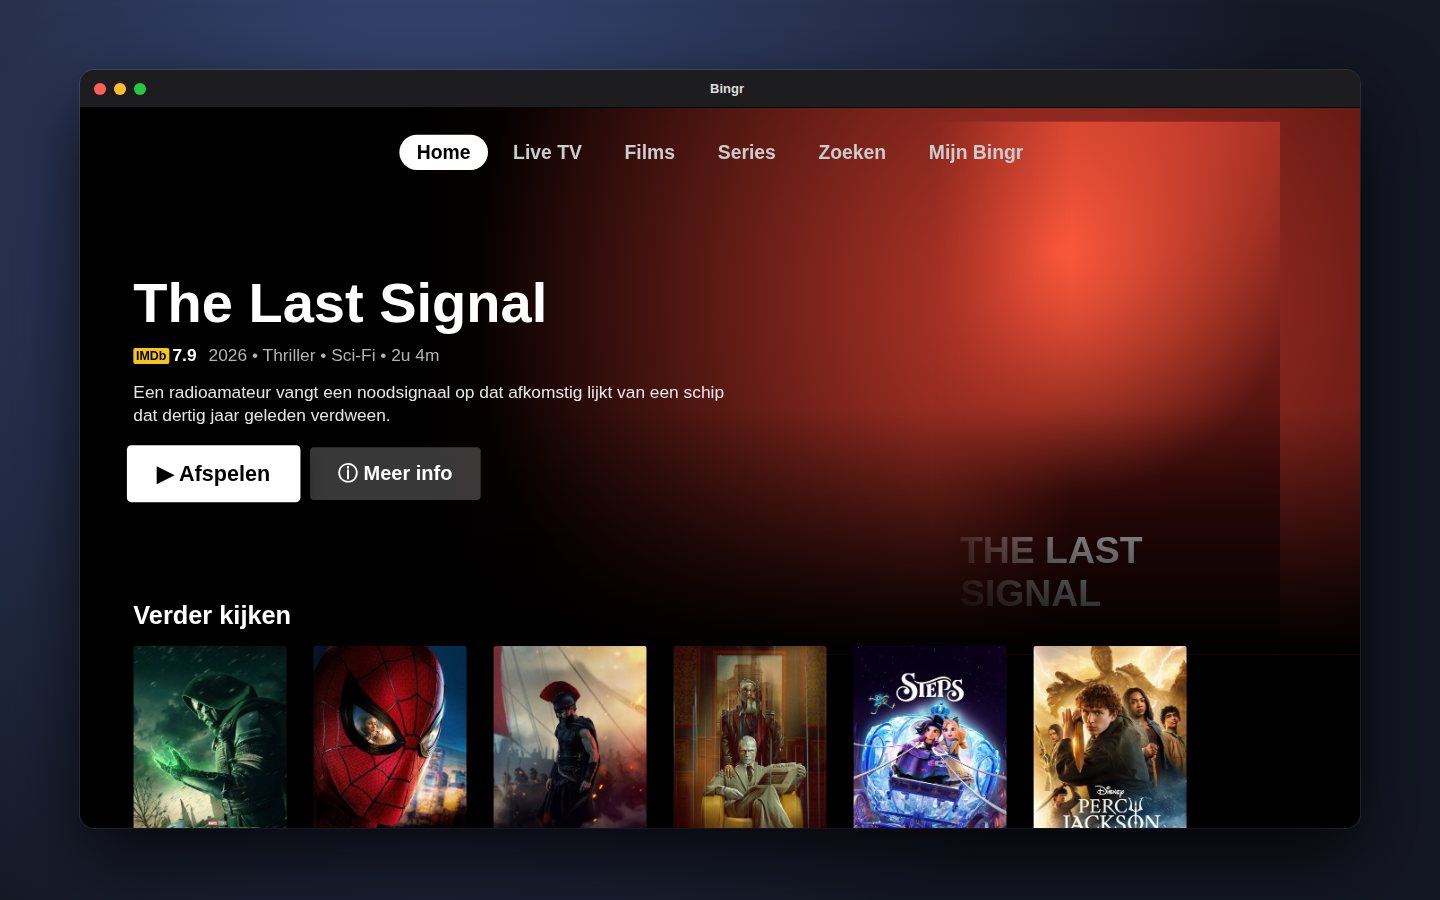 Bingr
Home
Live TV
Films
Series
Zoeken
Mijn Bingr
The Last Signal
IMDb 7.9 2026 • Thriller • Sci-Fi • 2u 4m
Een radioamateur vangt een noodsignaal op dat afkomstig lijkt van een schip
dat dertig jaar geleden verdween.
▶ Afspelen
ⓘ Meer info
THE LAST
SIGNAL
Verder kijken
STEPS
Disney
PERCY
JACKSON